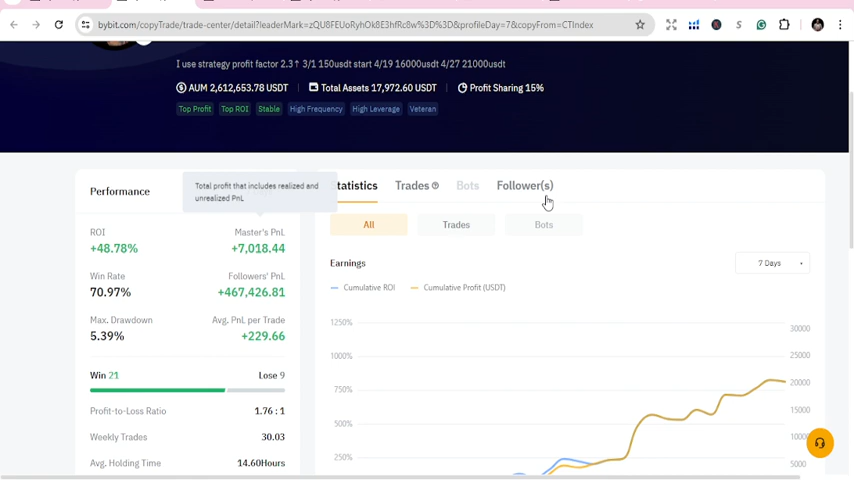 bybit.com/copyTrade/trade-center/detail?leaderMark=zQU8FEUoRyhOk8E3hfRc8w%3D%3D&profileDay=7&copyFrom=CTIndex
I use strategy profit factor 2.3↑ 3/1 150usdt start 4/19 16000usdt 4/27 21000usdt
AUM 2,612,653.78 USDT | Total Assets 17,972.60 USDT | Profit Sharing 15%
Top Profit Top ROI Stable High Frequency High Leverage Veteran
Performance
Total profit that includes realized and
unrealized PnL
ROI Master's PnL
+48.78% +7,018.44
Win Rate Followers' PnL
70.97% +467,426.81
Max. Drawdown Avg. PnL per Trade
5.39% +229.66
Win 21 Lose 9
Profit-to-Loss Ratio 1.76 : 1
Weekly Trades 30.03
Avg. Holding Time 14.60Hours
Statistics Trades Bots Follower(s)
All Trades Bots
Earnings 7 Days
Cumulative ROI Cumulative Profit (USDT)
1250% 30000
1000% 25000
750% 20000
500% 15000
250% 10000
5000